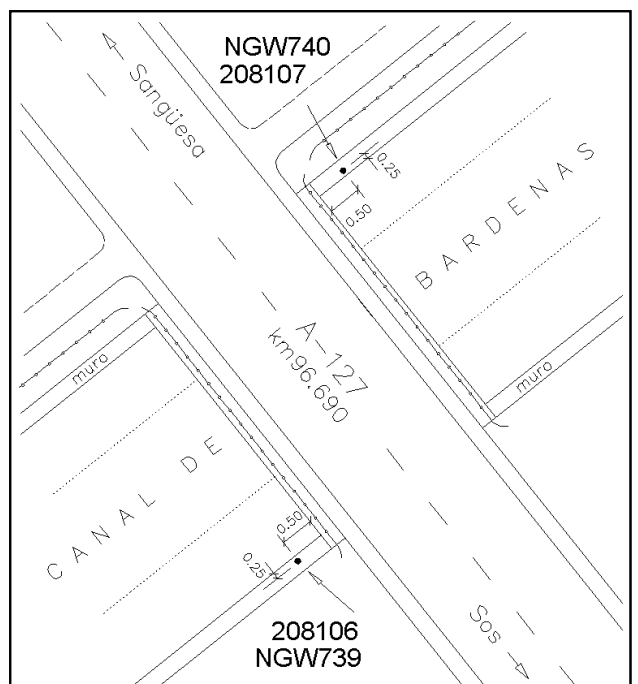 NGW740
208107
Sangüesa
0.25
0.50
BARDENAS
A-127
km96.690
muro
muro
CANAL DE
0.50
0.25
208106
NGW739
Sos